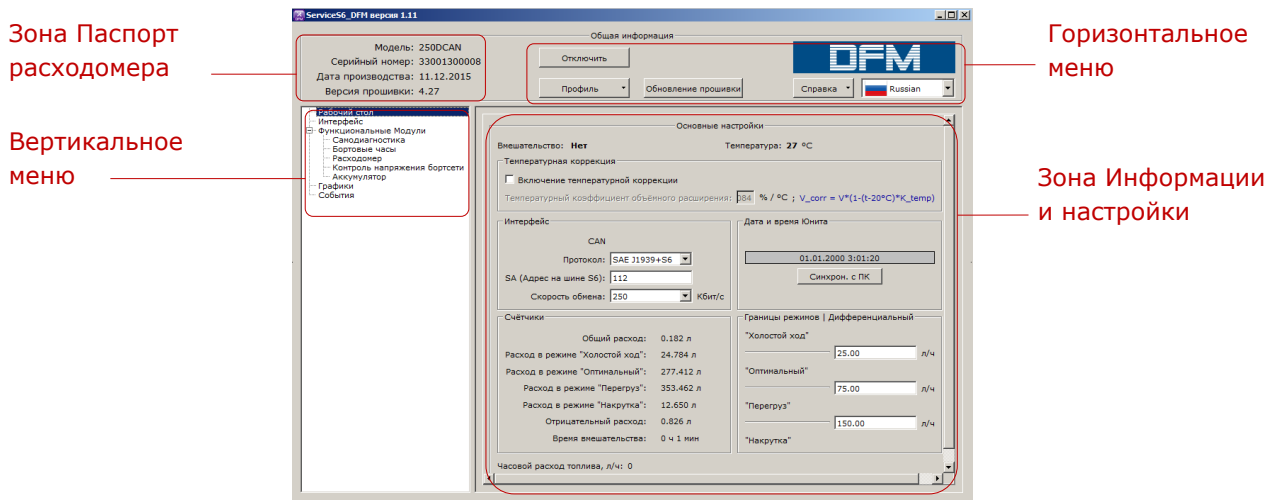 ServiceS6_DFM версия 1.11
Зона Паспорт
расходомера
Общая информация
Модель: 250DCAN
Серийный номер: 33001300008
Дата производства: 11.12.2015
Версия прошивки: 4.27
Отключить
DFM
Профиль
Обновление прошивки
Справка
Russian
Горизонтальное
меню
Вертикальное
меню
Рабочий стол
Интерфейс
Функциональные Модули
Самодиагностика
Бортовые часы
Расходомер
Контроль напряжения бортсети
Аккумулятор
Графики
События
Зона Информации
и настройки
Основные настройки
Вмешательство: Нет
Температура: 27 °C
Температурная коррекция
Включение температурной коррекции
Температурный коэффициент объёмного расширения: 084 % / °C ; V_corr = V*(1-(t-20°C)*K_temp)
Интерфейс
CAN
Протокол: SAE J1939+S6
SA (Адрес на шине S6): 112
Скорость обмена: 250 Кбит/с
Дата и время Юнита
01.01.2000 3:01:20
Синхрон. с ПК
Счётчики
Общий расход: 0.182 л
Расход в режиме "Холостой ход": 24.784 л
Расход в режиме "Оптимальный": 277.412 л
Расход в режиме "Перегруз": 353.462 л
Расход в режиме "Накрутка": 12.650 л
Отрицательный расход: 0.826 л
Время вмешательства: 0 ч 1 мин
Границы режимов | Дифференциальный
"Холостой ход"
25.00 л/ч
"Оптимальный"
75.00 л/ч
"Перегруз"
150.00 л/ч
"Накрутка"
Часовой расход топлива, л/ч: 0